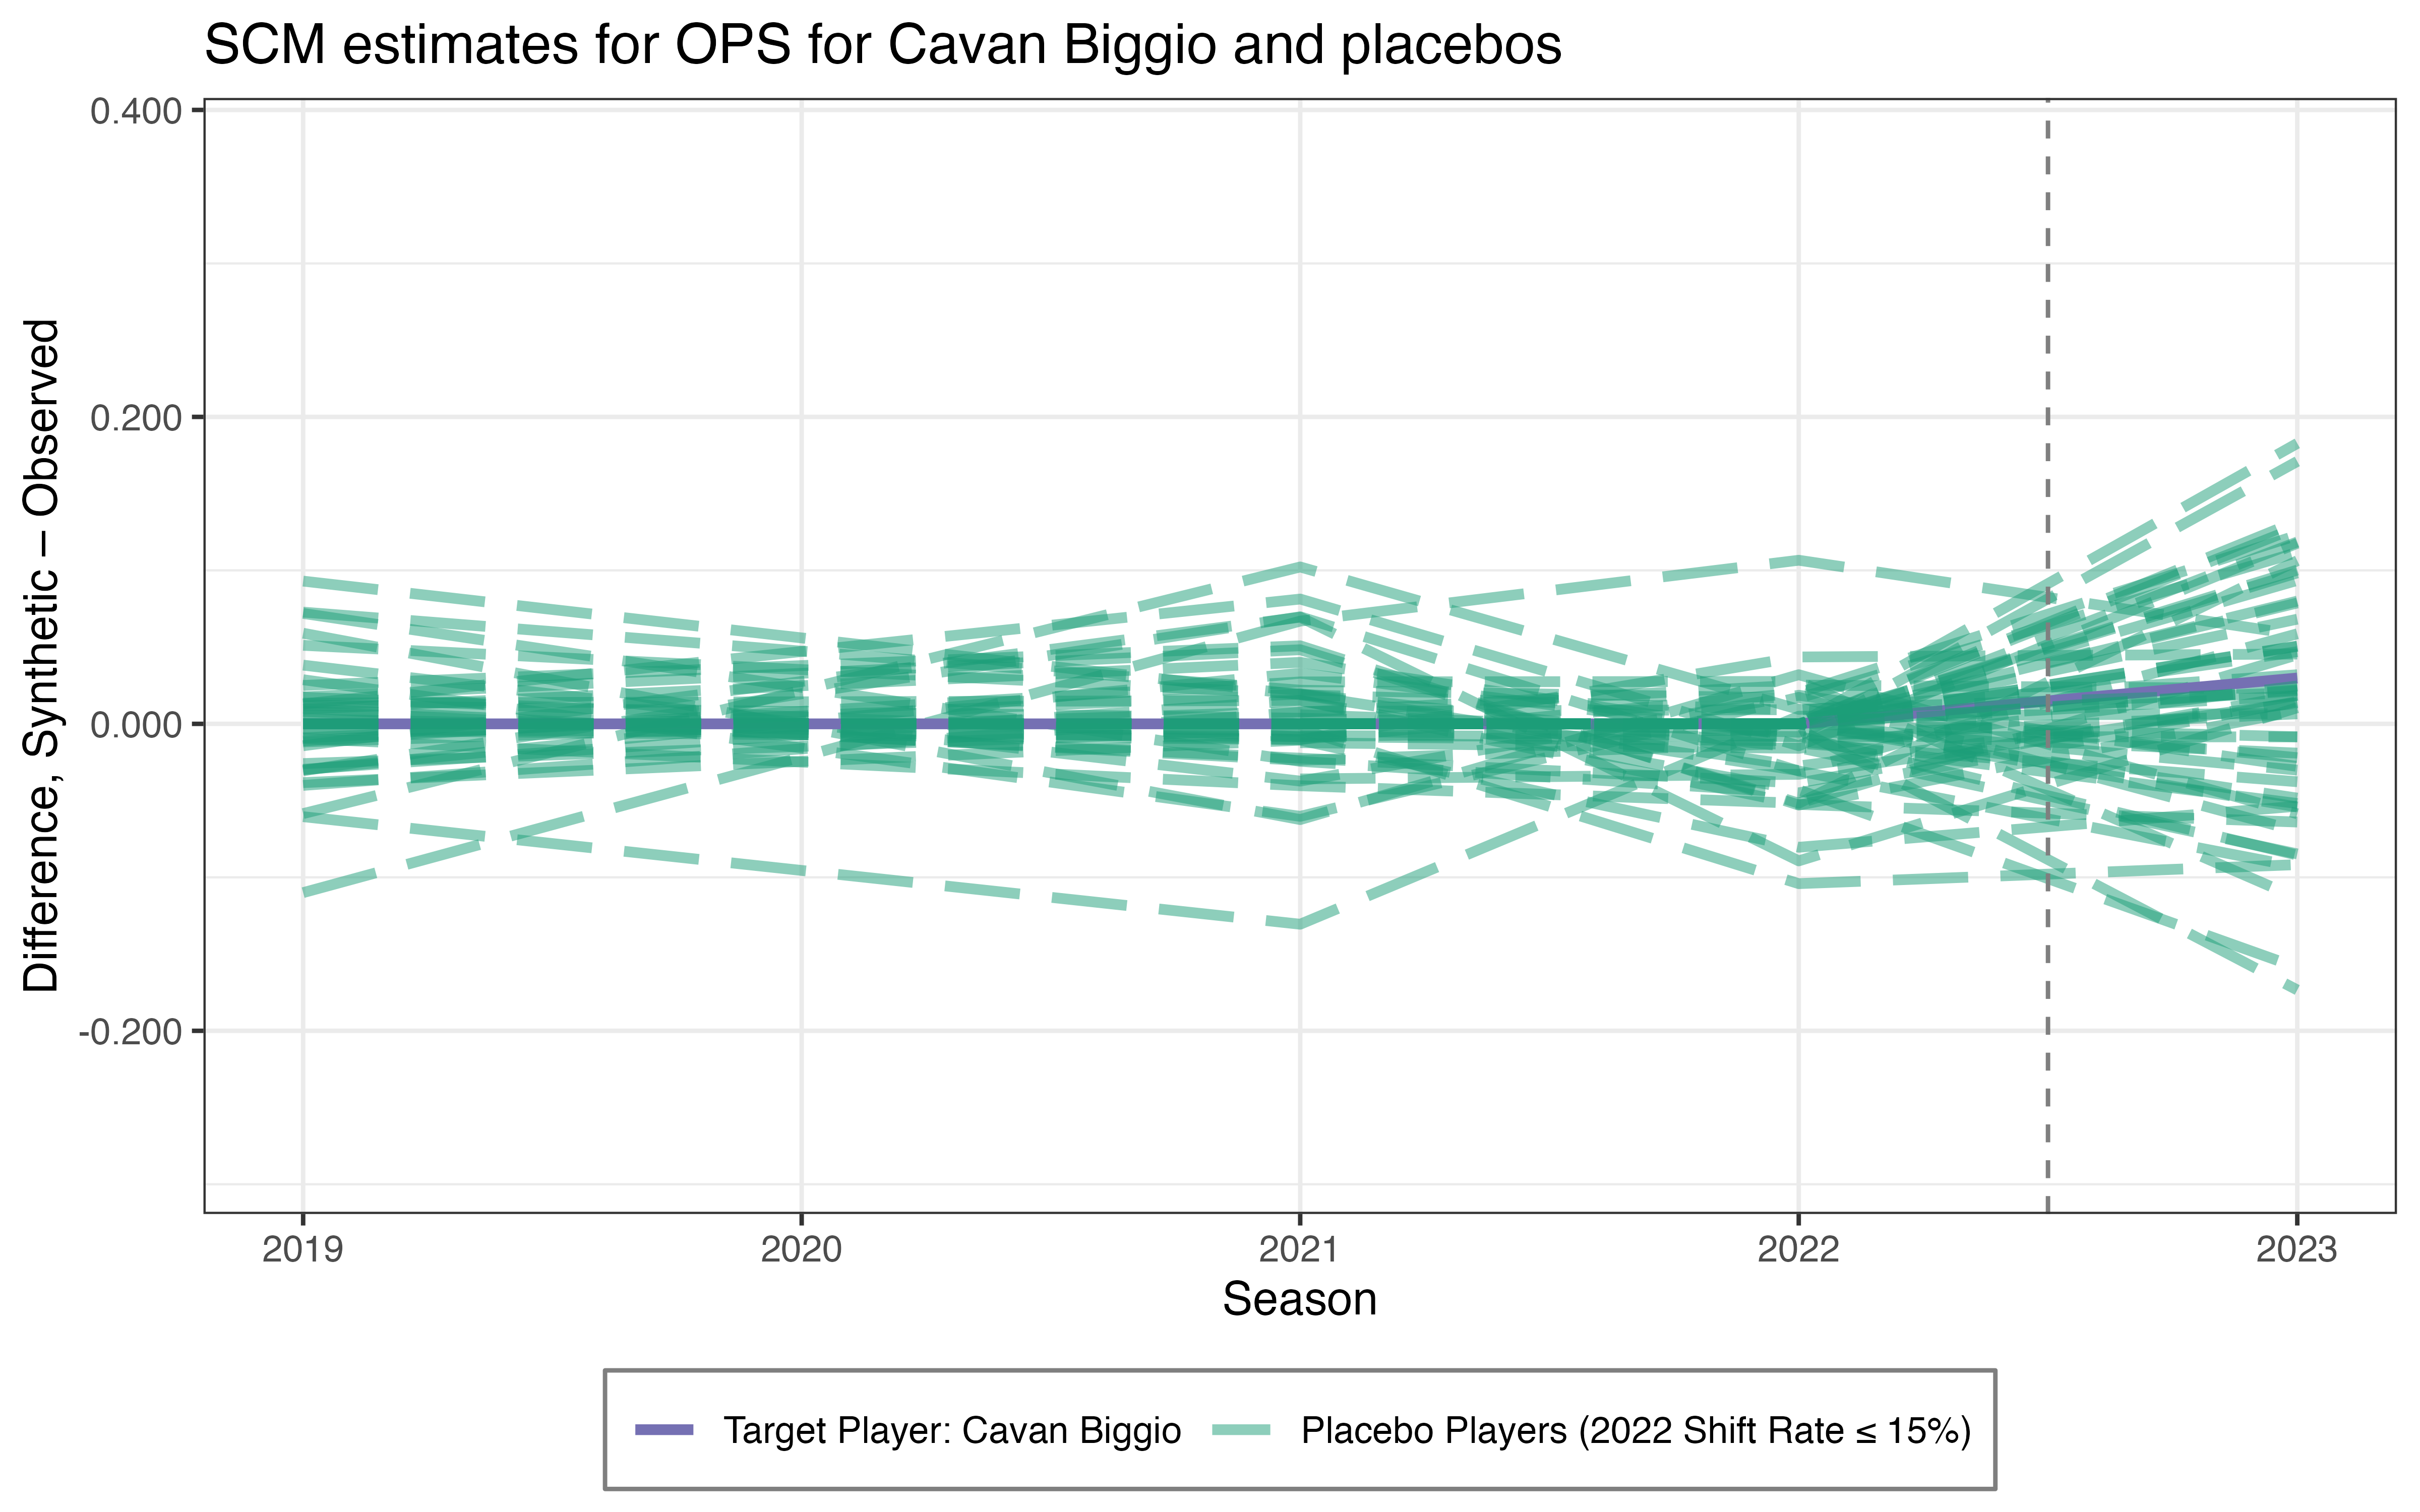 SCM estimates for OPS for Cavan Biggio and placebos
Difference, Synthetic – Observed
0.400
0.200
0.000
-0.200
2019 2020 2021 2022 2023
Season
Target Player: Cavan Biggio Placebo Players (2022 Shift Rate ≤ 15%)